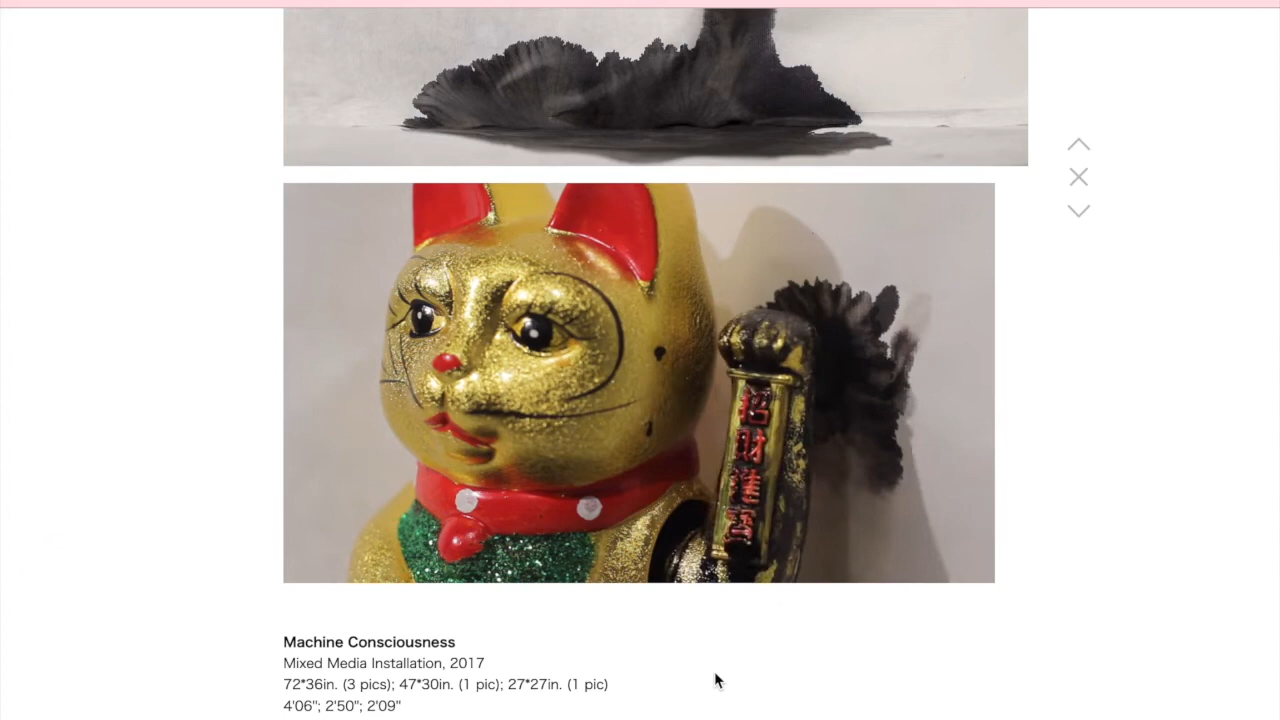 招
財
進
寶
Machine Consciousness
Mixed Media Installation, 2017
72*36in. (3 pics); 47*30in. (1 pic); 27*27in. (1 pic)
4'06"; 2'50"; 2'09"